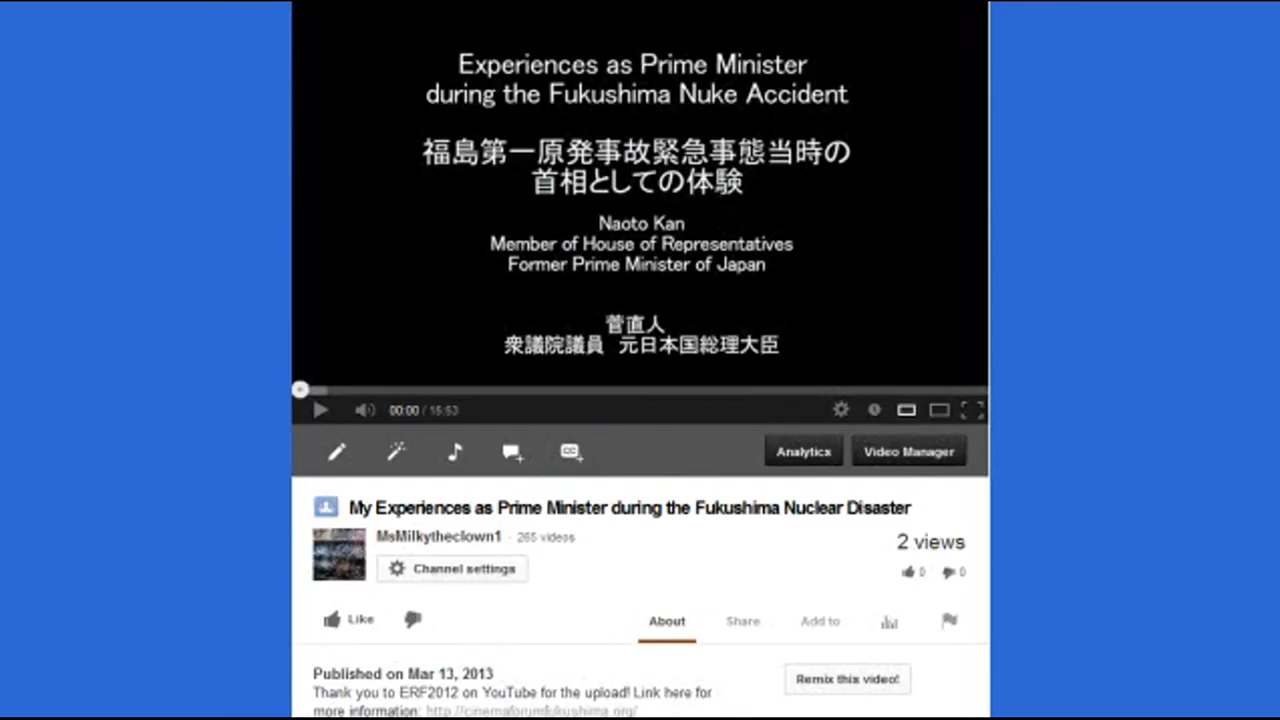 Experiences as Prime Minister
during the Fukushima Nuke Accident
福島第一原発事故緊急事態当時の
首相としての体験
Naoto Kan
Member of House of Representatives
Former Prime Minister of Japan
菅直人
衆議院議員 元日本国総理大臣
00:00 / 15:53
Analytics Video Manager
My Experiences as Prime Minister during the Fukushima Nuclear Disaster
MsMilkytheclown1 · 265 videos
2 views
Channel settings
0 0
Like About Share Add to
Published on Mar 13, 2013
Remix this video!
Thank you to ERF2012 on YouTube for the upload! Link here for
more information: http://cinemaforumfukushima.org/